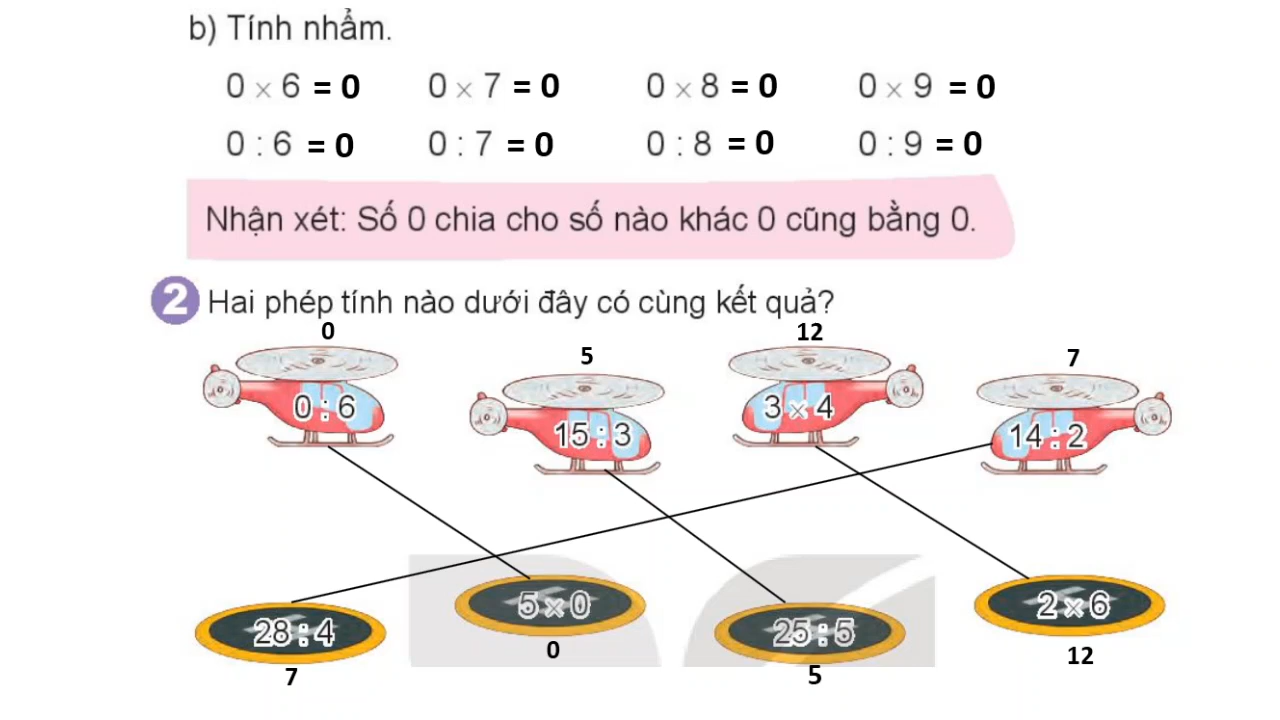 b) Tính nhẩm.
0 × 6 = 0 0 × 7 = 0 0 × 8 = 0 0 × 9 = 0
0 : 6 = 0 0 : 7 = 0 0 : 8 = 0 0 : 9 = 0
Nhận xét: Số 0 chia cho số nào khác 0 cũng bằng 0.
2 Hai phép tính nào dưới đây có cùng kết quả?
0 5 12 7
0 : 6 15 : 3 3 × 4 14 : 2
28 : 4 5 × 0 25 : 5 2 × 6
7 0 5 12